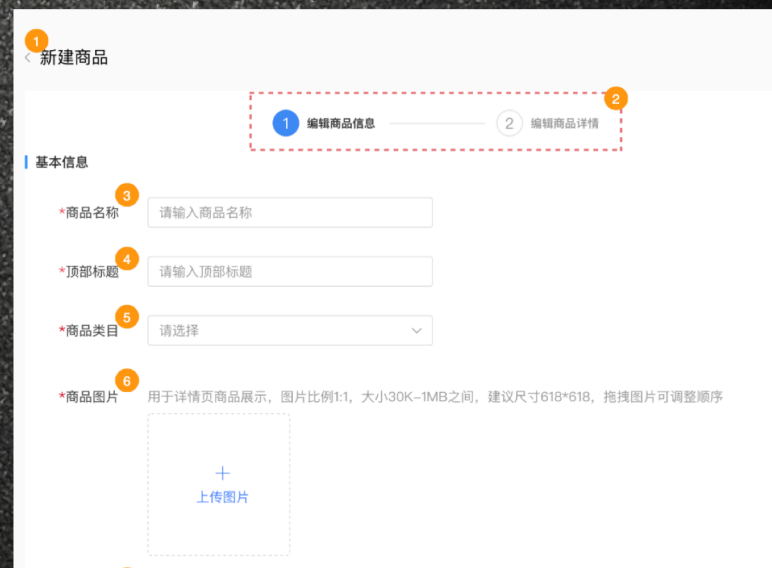 1
< 新建商品
2
1 编辑商品信息 2 编辑商品详情
基本信息
3
*商品名称 请输入商品名称
4
*顶部标题 请输入顶部标题
5
*商品类目 请选择
6
*商品图片 用于详情页商品展示，图片比例1:1，大小30K-1MB之间，建议尺寸618*618，拖拽图片可调整顺序
+
上传图片